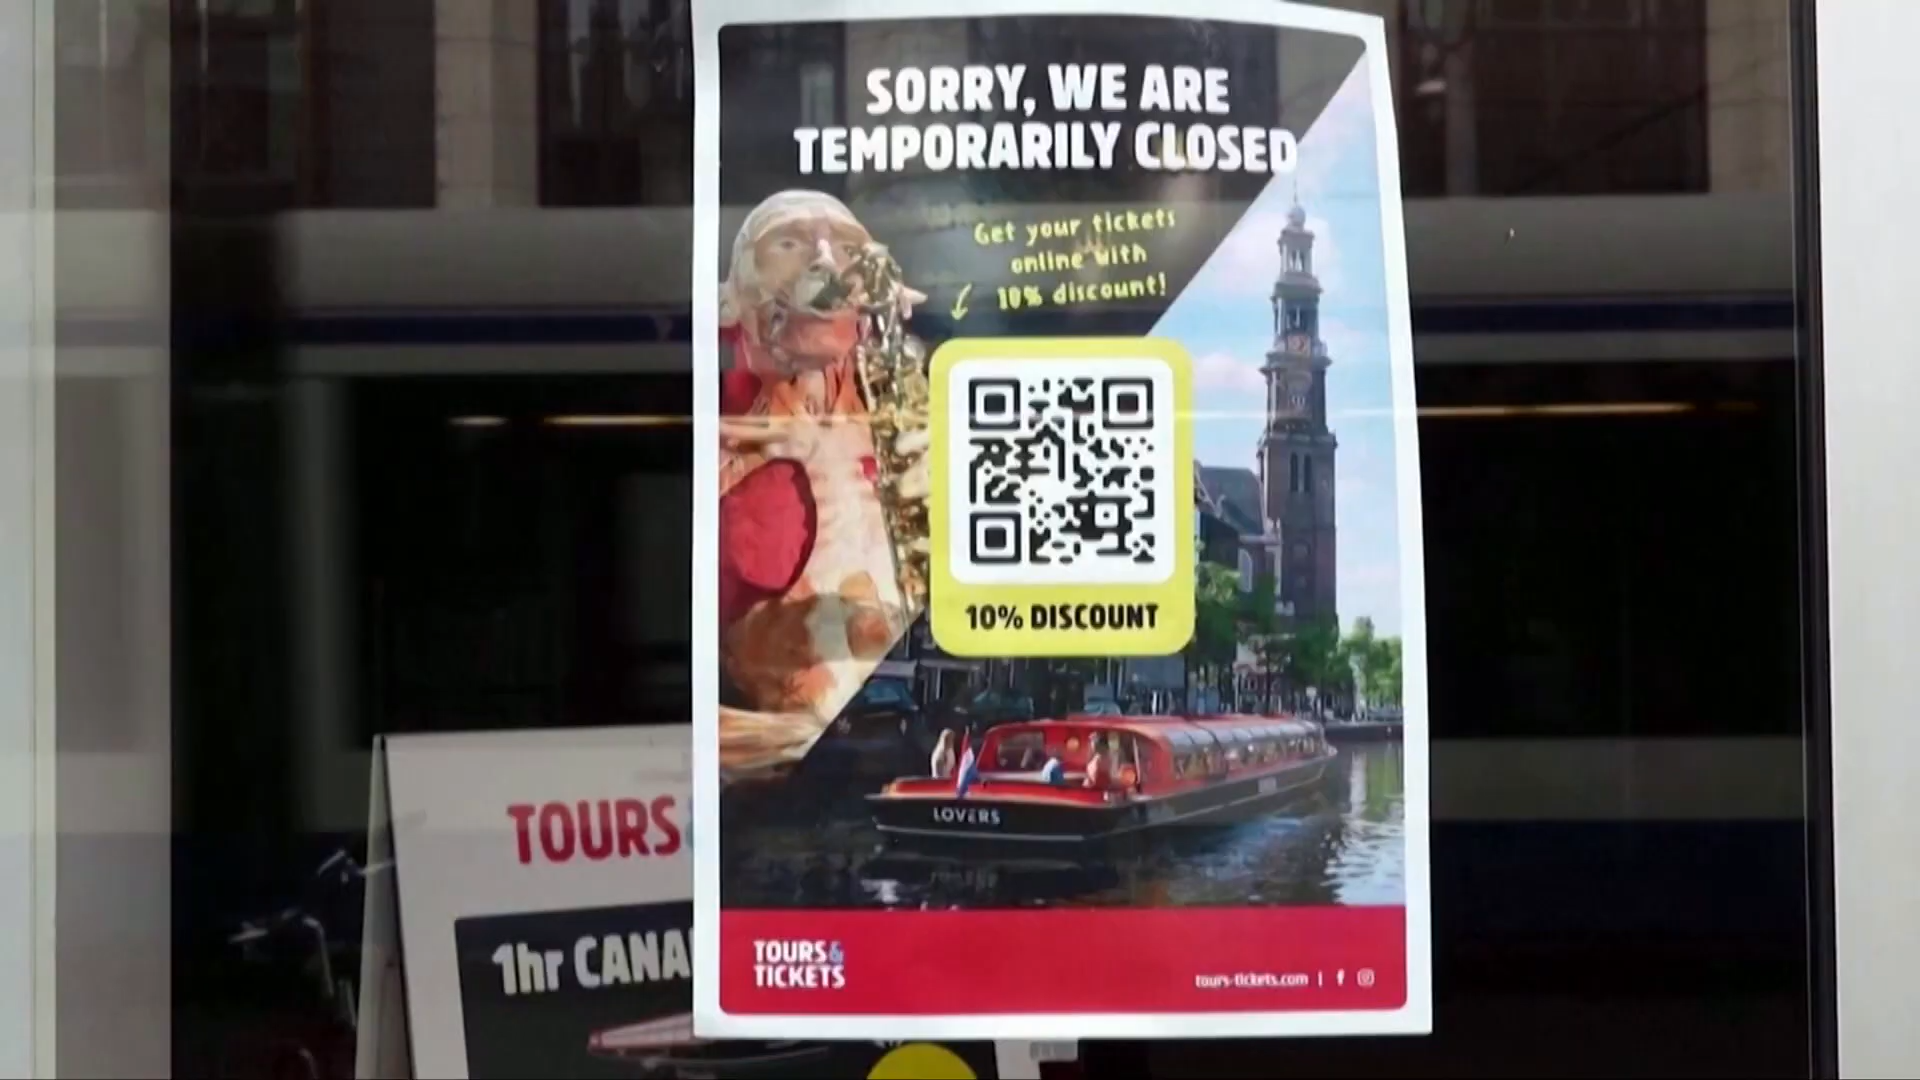 SORRY, WE ARE
TEMPORARILY CLOSED
Get your tickets
online with
10% discount!
10% DISCOUNT
LOVERS
TOURS&
TICKETS
tours-tickets.com |
TOURS
1hr CANA